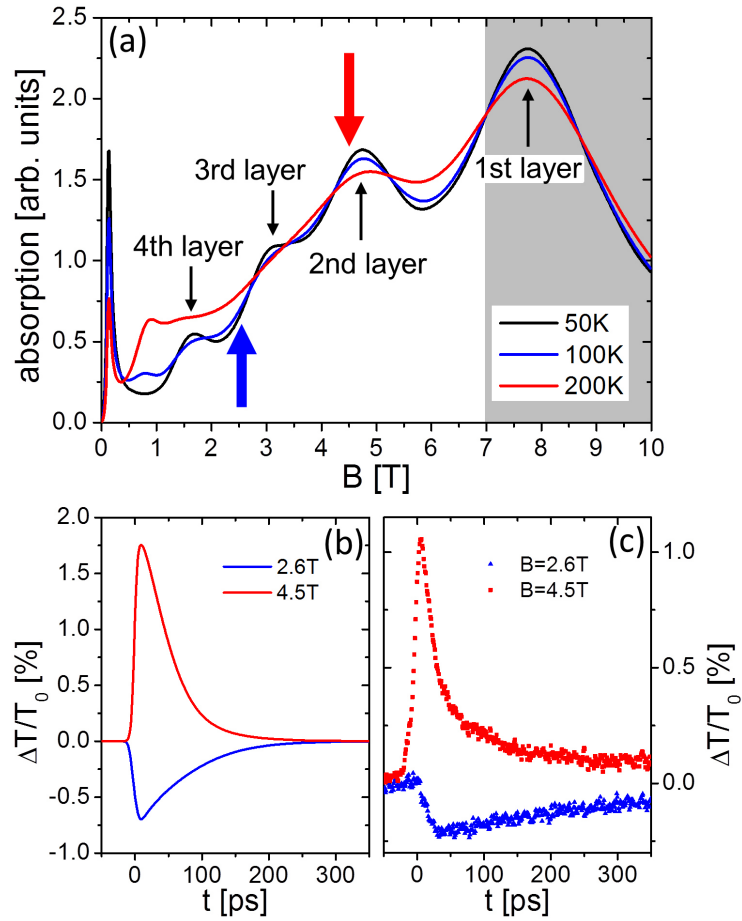 (a)
absorption [arb. units]
2.5
2.0
1.5
1.0
0.5
0.0
3rd layer
4th layer
2nd layer
1st layer
50K
100K
200K
0 1 2 3 4 5 6 7 8 9 10
B [T]
(b)
ΔT/T0 [%]
2.0
1.5
1.0
0.5
0.0
-0.5
-1.0
2.6T
4.5T
0 100 200 300
t [ps]
(c)
B=2.6T
B=4.5T
1.0
0.5
0.0
ΔT/T0 [%]
0 100 200 300
t [ps]